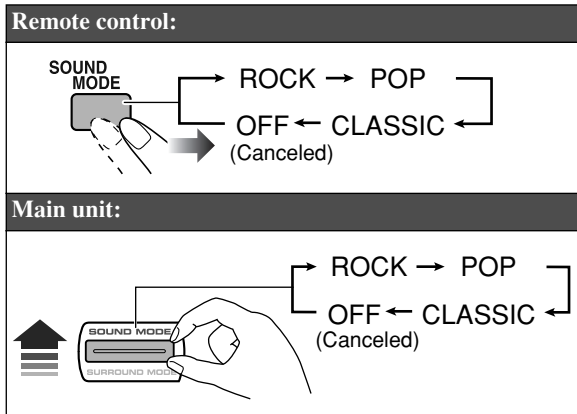 Remote control:
SOUND
MODE
ROCK → POP
OFF ← CLASSIC
(Canceled)
Main unit:
ROCK → POP
OFF ← CLASSIC
(Canceled)
SOUND MODE
SURROUND MODE